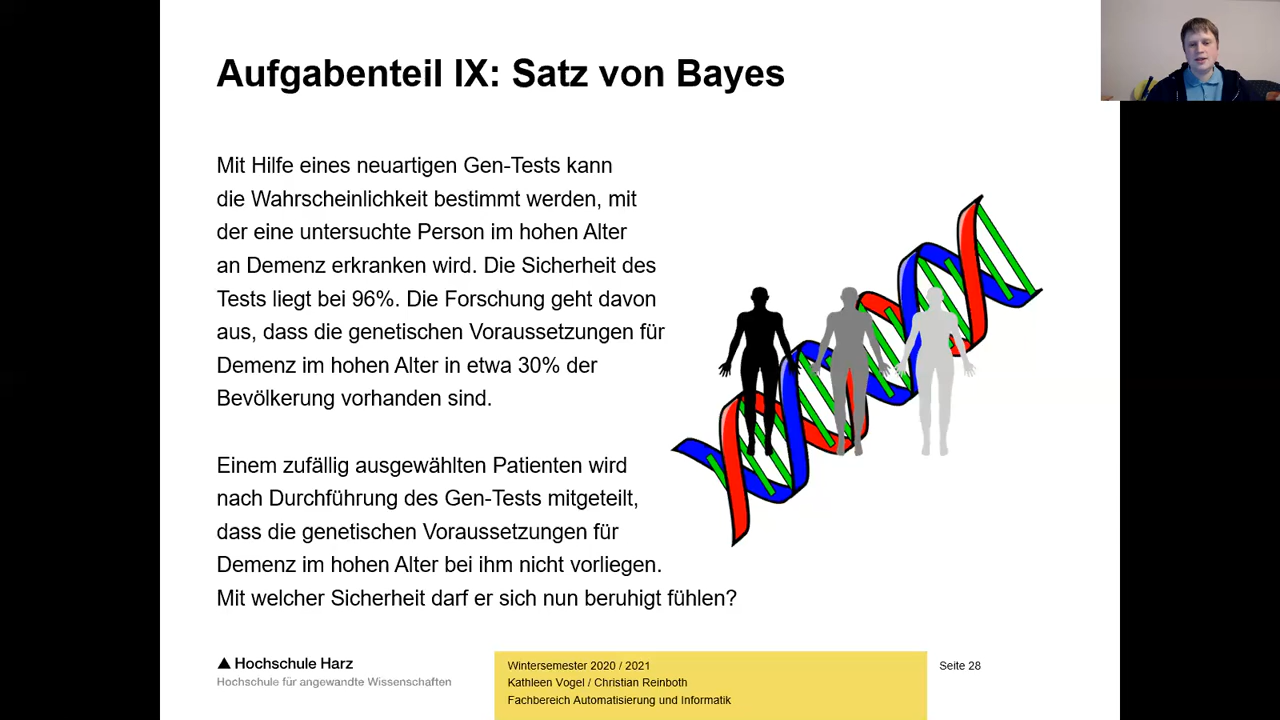 Aufgabenteil IX: Satz von Bayes
Mit Hilfe eines neuartigen Gen-Tests kann
die Wahrscheinlichkeit bestimmt werden, mit
der eine untersuchte Person im hohen Alter
an Demenz erkranken wird. Die Sicherheit des
Tests liegt bei 96%. Die Forschung geht davon
aus, dass die genetischen Voraussetzungen für
Demenz im hohen Alter in etwa 30% der
Bevölkerung vorhanden sind.
Einem zufällig ausgewählten Patienten wird
nach Durchführung des Gen-Tests mitgeteilt,
dass die genetischen Voraussetzungen für
Demenz im hohen Alter bei ihm nicht vorliegen.
Mit welcher Sicherheit darf er sich nun beruhigt fühlen?
Hochschule Harz
Hochschule für angewandte Wissenschaften
Wintersemester 2020 / 2021
Kathleen Vogel / Christian Reinboth
Fachbereich Automatisierung und Informatik
Seite 28